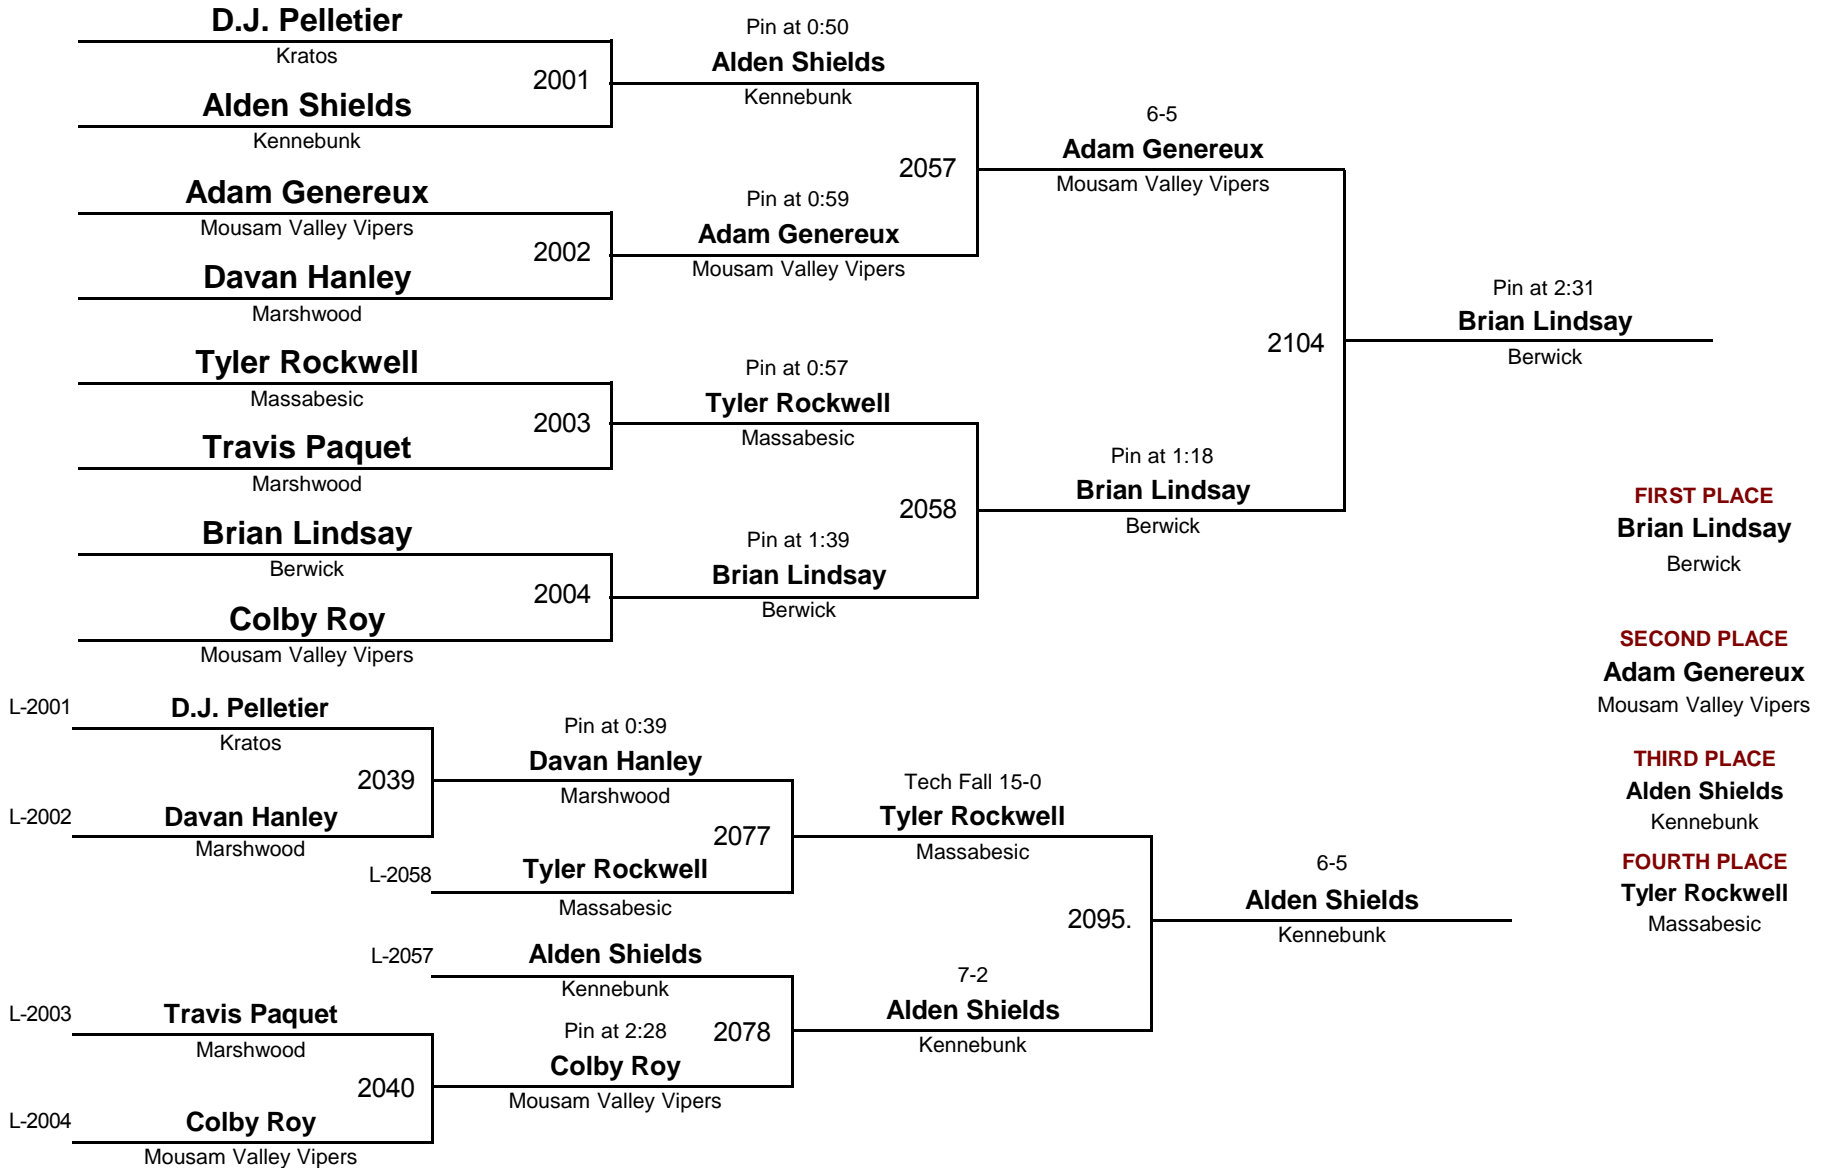 D.J. Pelletier
Kratos
2001
Alden Shields
Kennebunk
Pin at 0:50
Alden Shields
Kennebunk
Adam Genereux
Mousam Valley Vipers
2002
Davan Hanley
Marshwood
Pin at 0:59
Adam Genereux
Mousam Valley Vipers
2057
6-5
Adam Genereux
Mousam Valley Vipers
Tyler Rockwell
Massabesic
2003
Travis Paquet
Marshwood
Pin at 0:57
Tyler Rockwell
Massabesic
Brian Lindsay
Berwick
2004
Colby Roy
Mousam Valley Vipers
Pin at 1:39
Brian Lindsay
Berwick
2058
Pin at 1:18
Brian Lindsay
Berwick
2104
Pin at 2:31
Brian Lindsay
Berwick
FIRST PLACE
Brian Lindsay
Berwick
SECOND PLACE
Adam Genereux
Mousam Valley Vipers
THIRD PLACE
Alden Shields
Kennebunk
FOURTH PLACE
Tyler Rockwell
Massabesic
L-2001
D.J. Pelletier
Kratos
2039
L-2002
Davan Hanley
Marshwood
Pin at 0:39
Davan Hanley
Marshwood
2077
L-2058
Tyler Rockwell
Massabesic
Tech Fall 15-0
Tyler Rockwell
Massabesic
L-2057
Alden Shields
Kennebunk
L-2003
Travis Paquet
Marshwood
2040
L-2004
Colby Roy
Mousam Valley Vipers
Pin at 2:28
Colby Roy
Mousam Valley Vipers
2078
7-2
Alden Shields
Kennebunk
2095.
6-5
Alden Shields
Kennebunk